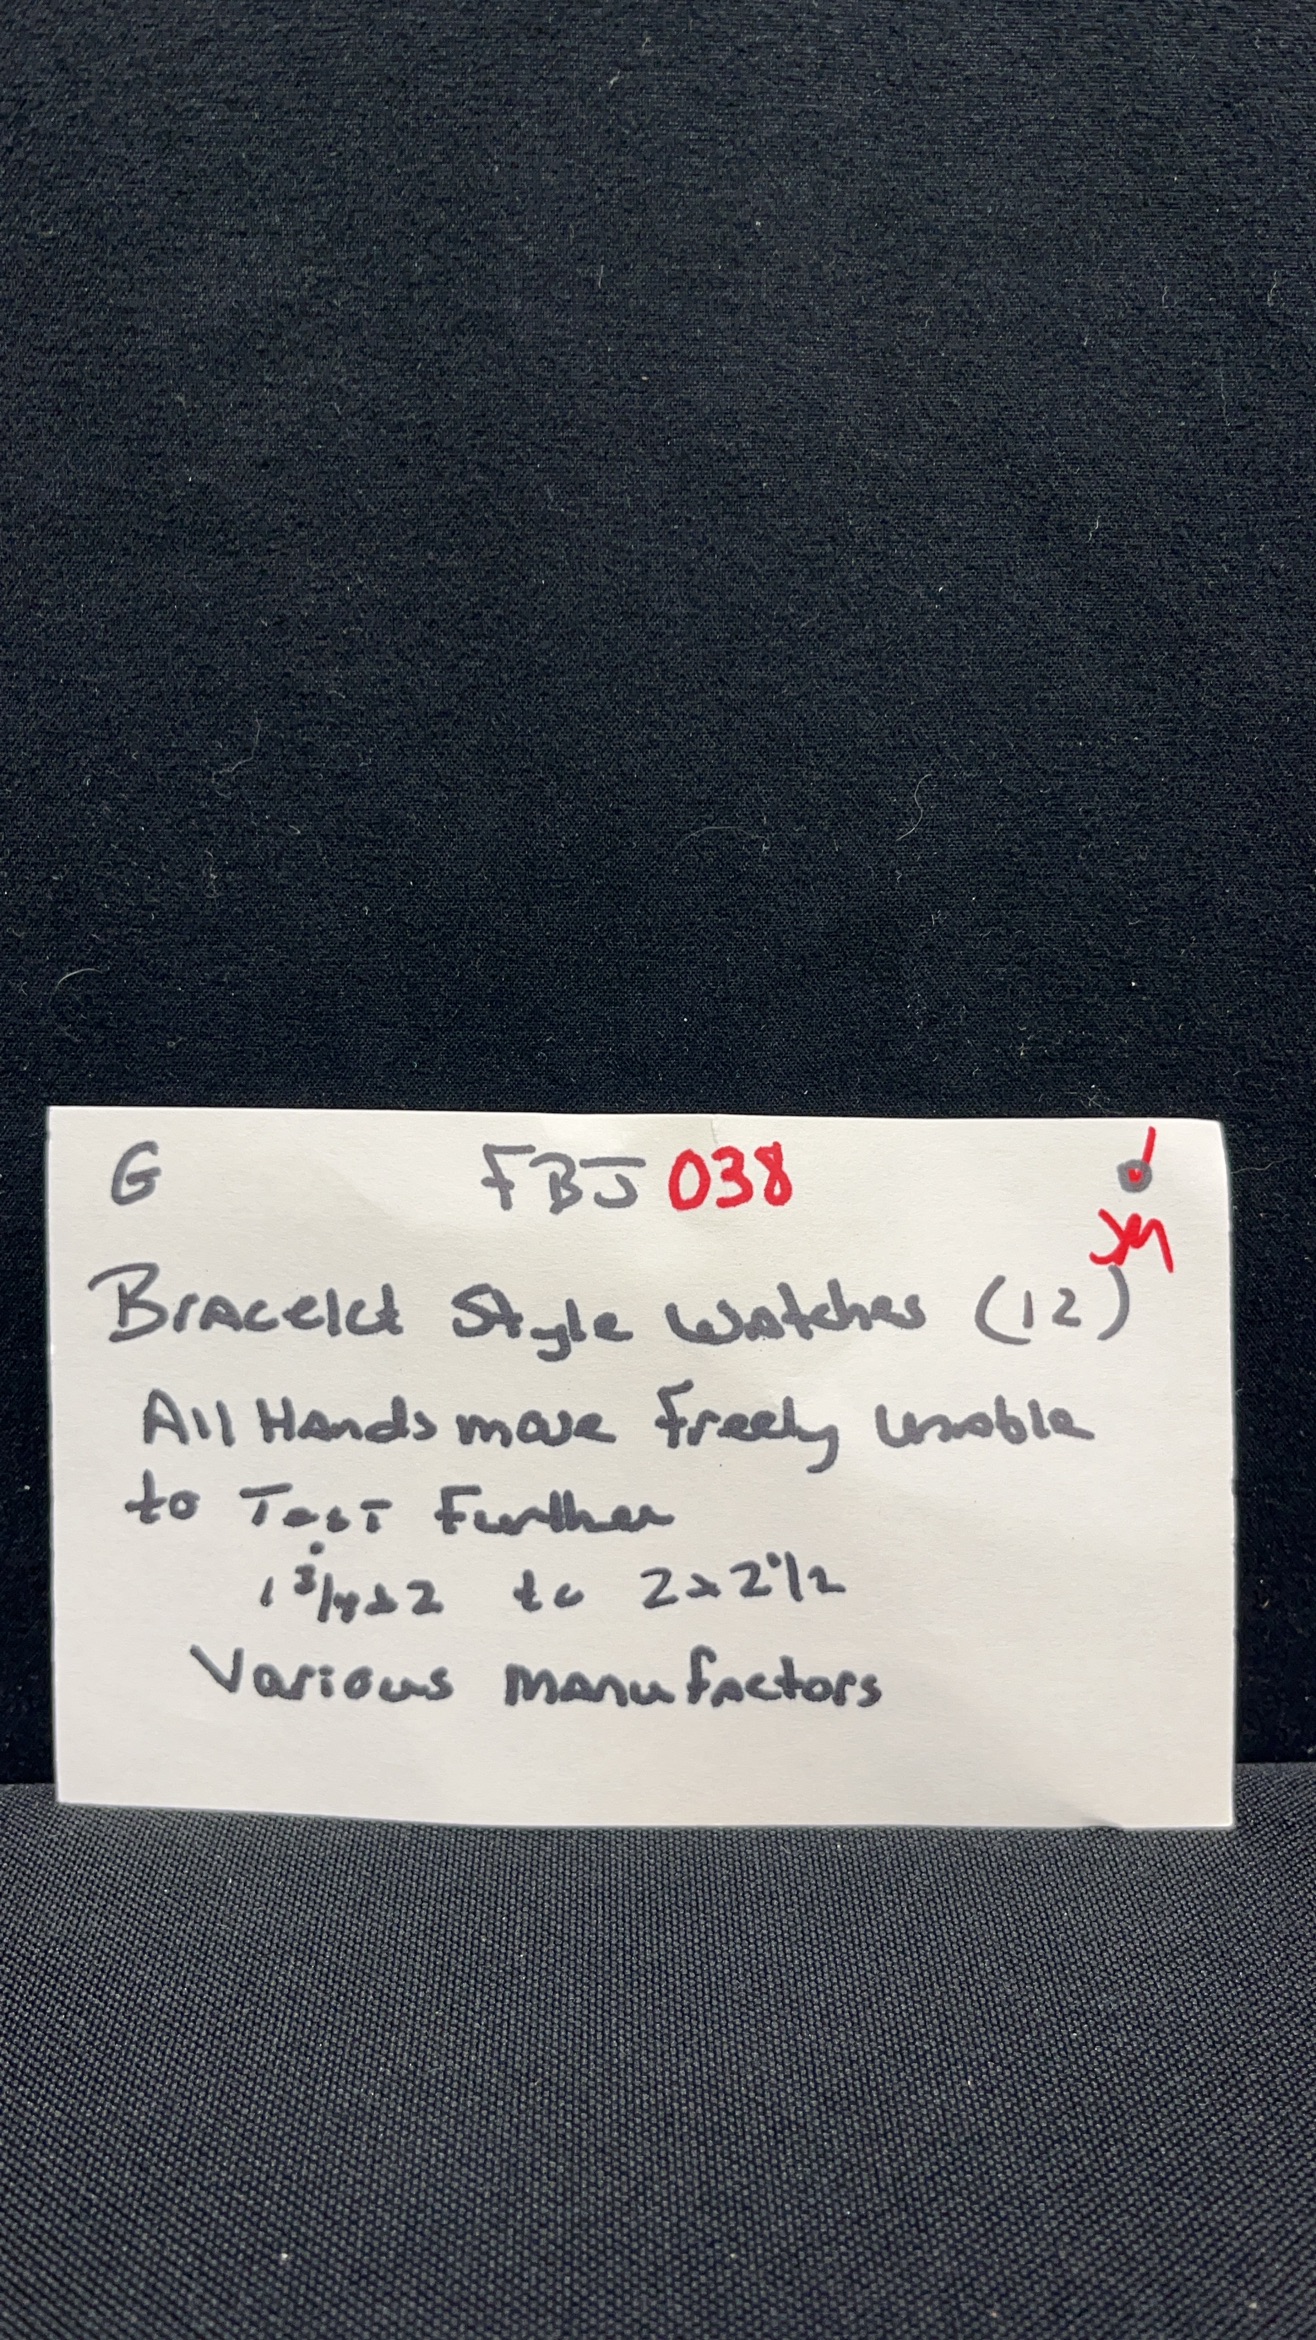 G FBJ 038
JM
Bracelet Style Watches (12)
All Hands move freely unable
to Test Further
1 3/4 x 2 to 2 x 2 1/2
Various manufactors